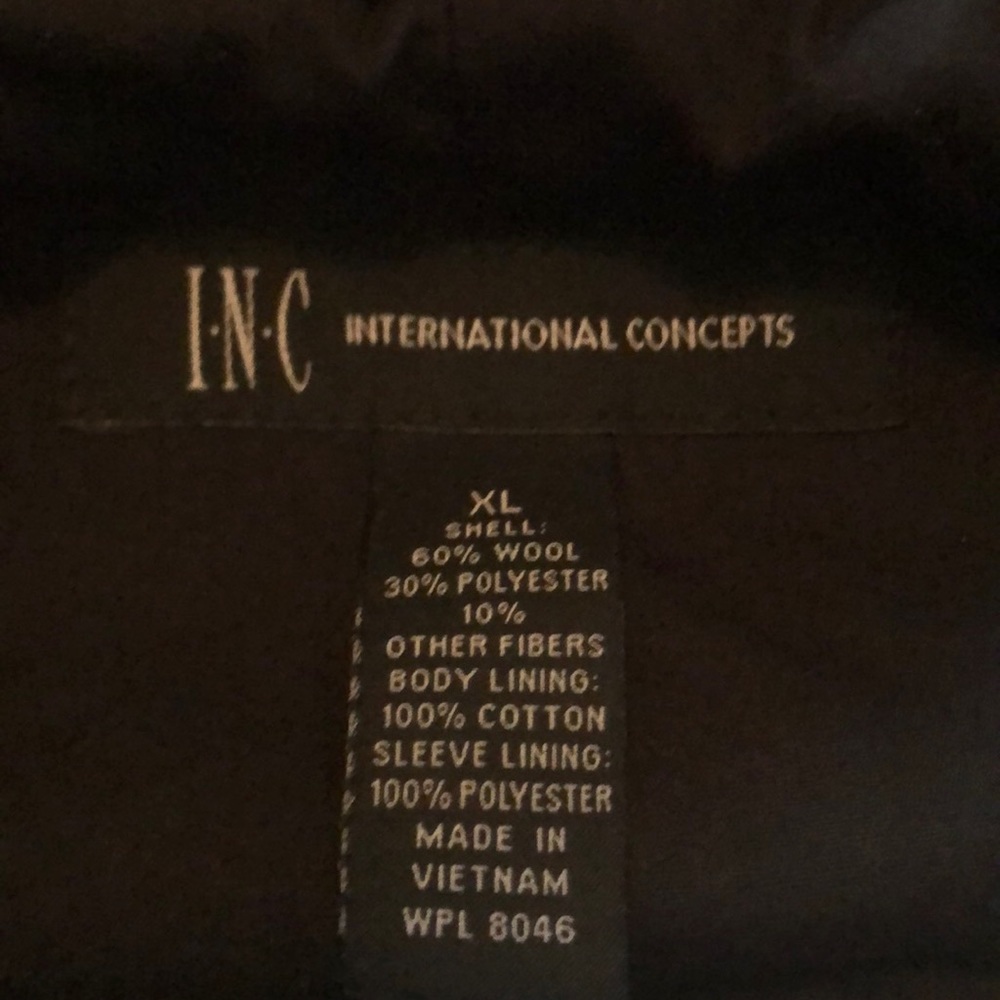 I·N·C INTERNATIONAL CONCEPTS
XL
SHELL:
60% WOOL
30% POLYESTER
10%
OTHER FIBERS
BODY LINING:
100% COTTON
SLEEVE LINING:
100% POLYESTER
MADE IN
VIETNAM
WPL 8046